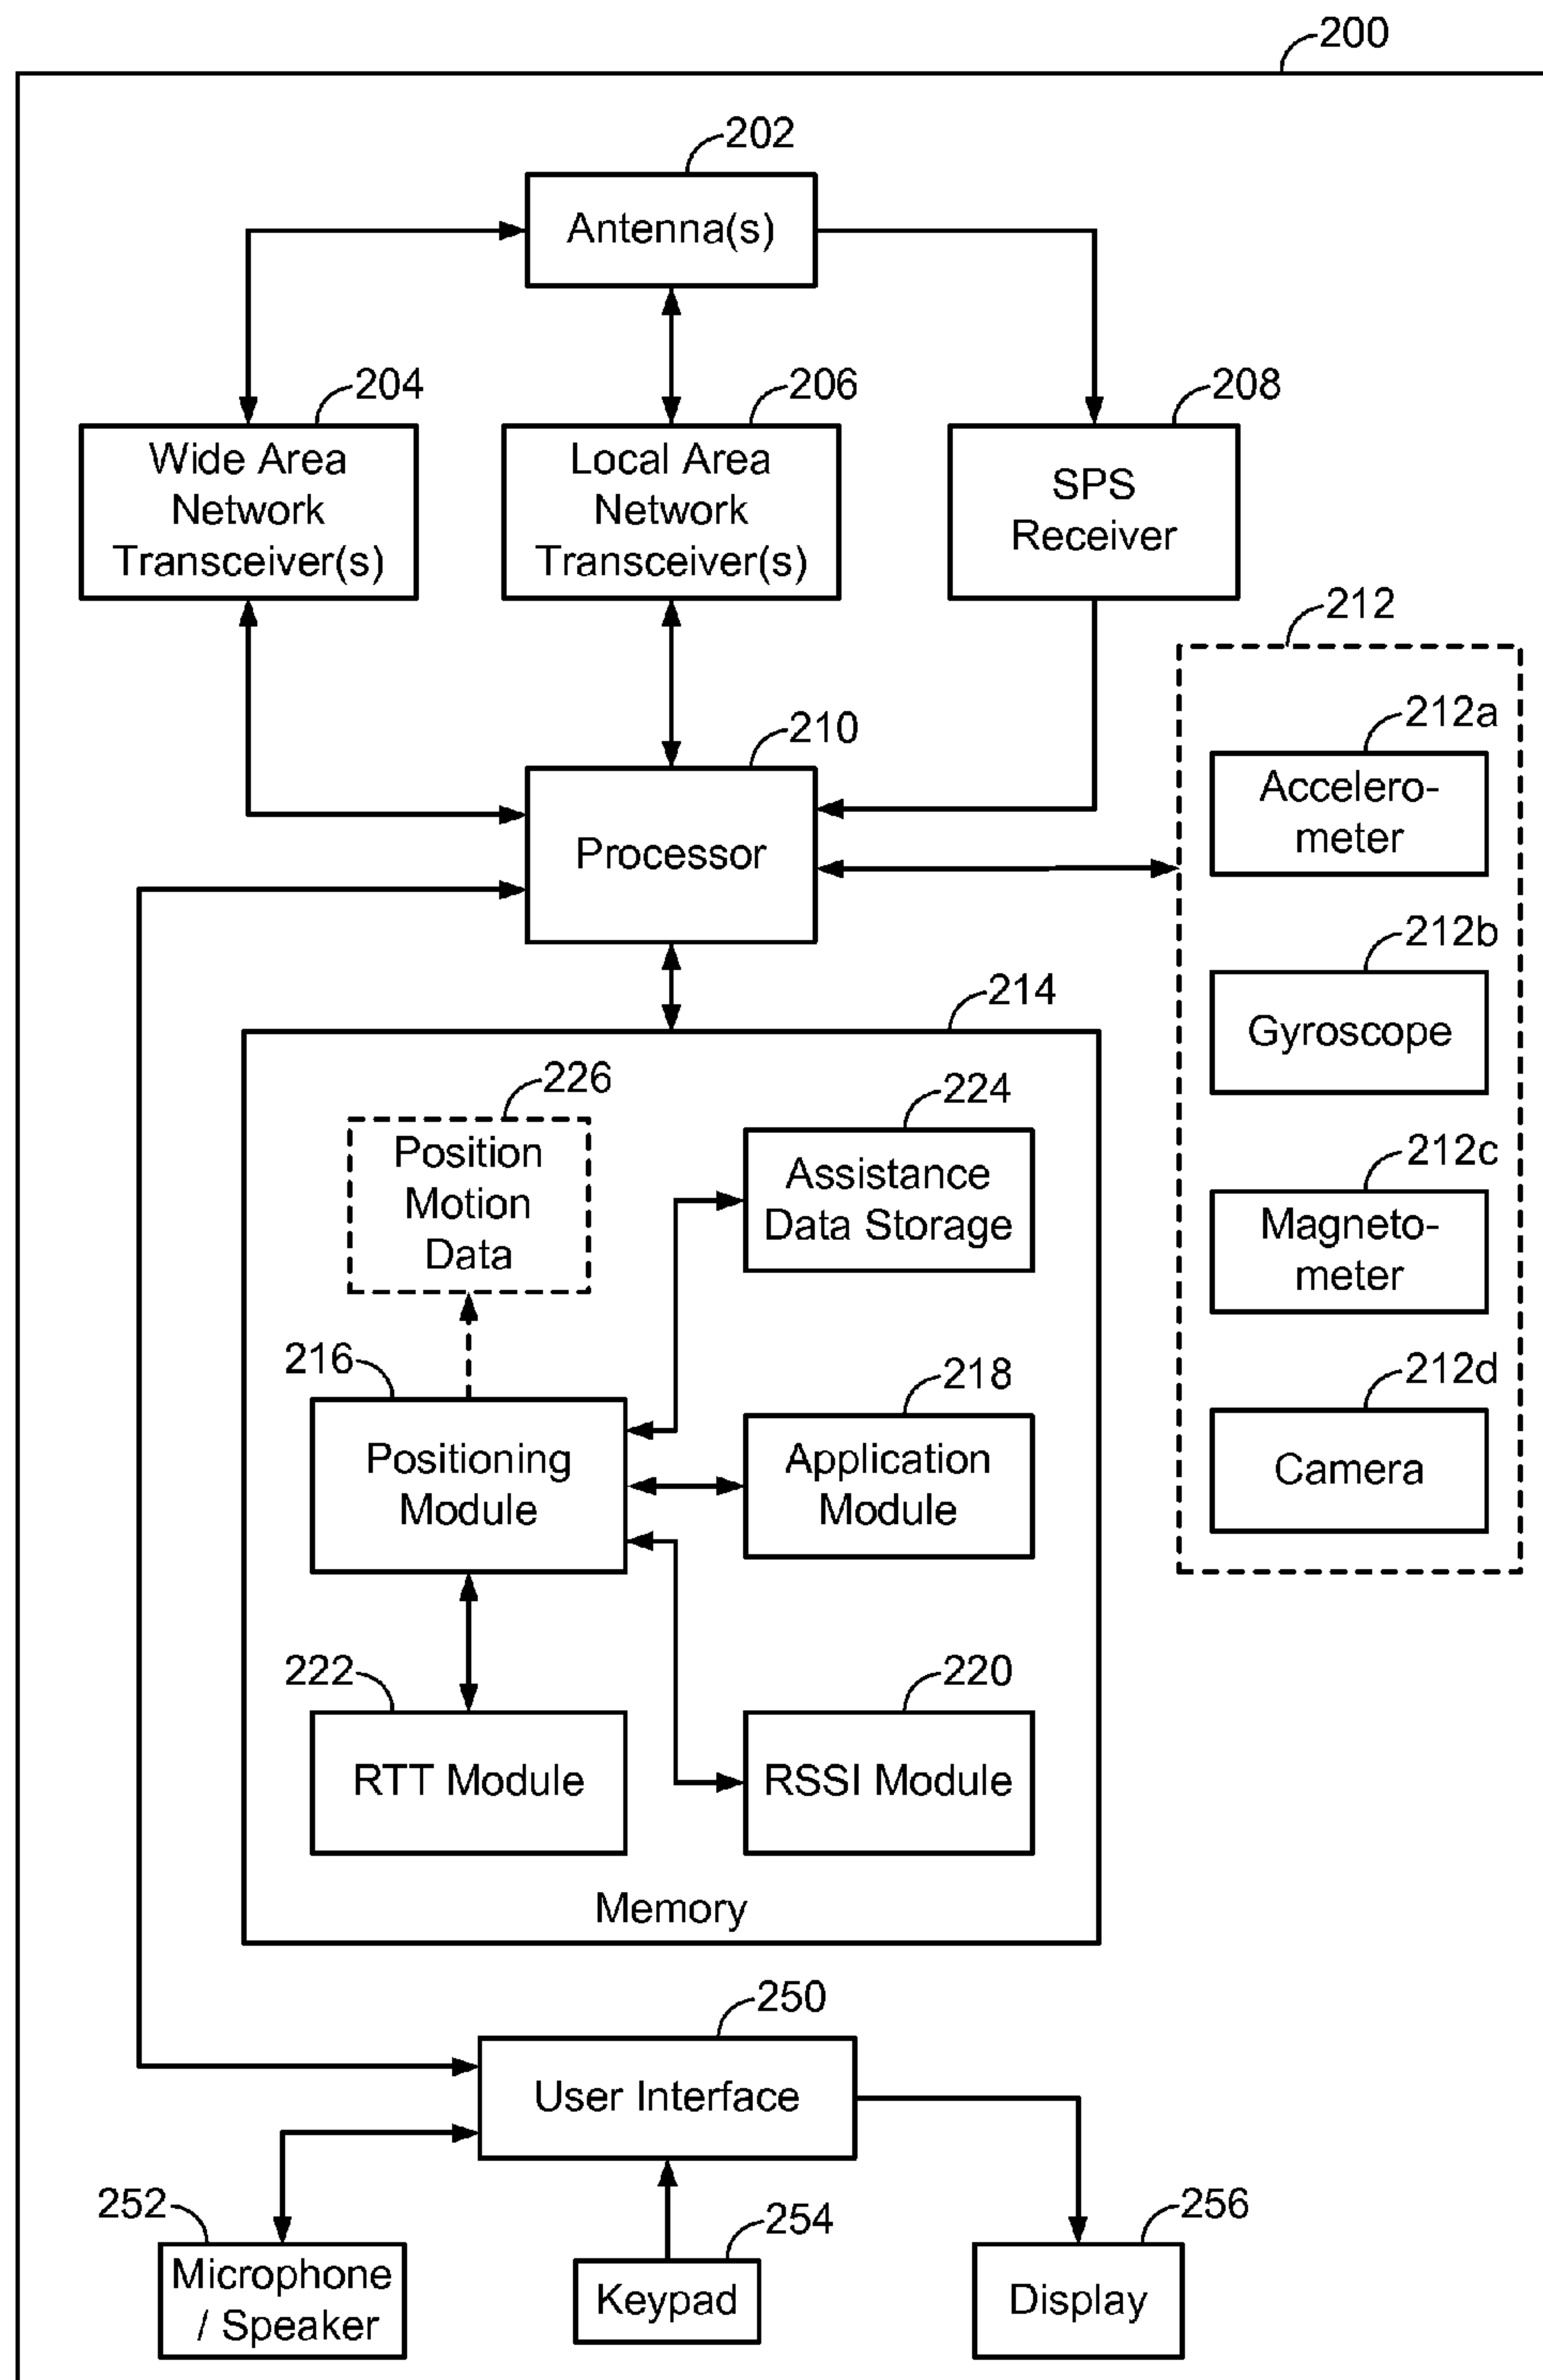 200
202
Antenna(s)
204
206
208
Wide Area
Network
Transceiver(s)
Local Area
Network
Transceiver(s)
SPS
Receiver
212
210
Processor
212a
Accelero-
meter
212b
Gyroscope
212c
Magneto-
meter
212d
Camera
214
226
Position
Motion
Data
224
Assistance
Data Storage
216
Positioning
Module
218
Application
Module
222
RTT Module
220
RSSI Module
Memory
250
User Interface
252
Microphone
/ Speaker
254
Keypad
256
Display